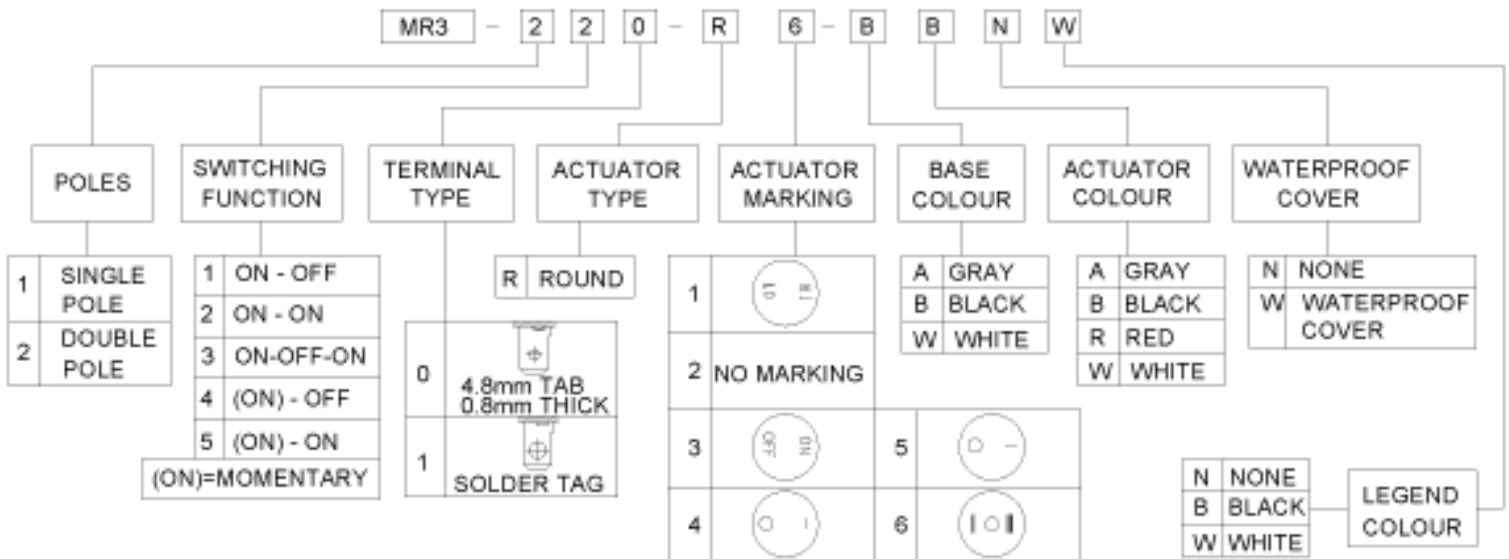 MR3 - 2 2 0 - R 6 - B B N W
POLES
SWITCHING
FUNCTION
TERMINAL
TYPE
ACTUATOR
TYPE
ACTUATOR
MARKING
BASE
COLOUR
ACTUATOR
COLOUR
WATERPROOF
COVER
1 SINGLE
POLE
2 DOUBLE
POLE
1 ON - OFF
2 ON - ON
3 ON-OFF-ON
4 (ON) - OFF
5 (ON) - ON
(ON)=MOMENTARY
0
4.8mm TAB
0.8mm THICK
1
SOLDER TAG
R ROUND
1
2 NO MARKING
3 OFF ON
4 O -
5 O -
6 I O II
A GRAY
B BLACK
W WHITE
A GRAY
B BLACK
R RED
W WHITE
N NONE
W WATERPROOF
COVER
N NONE
B BLACK
W WHITE
LEGEND
COLOUR